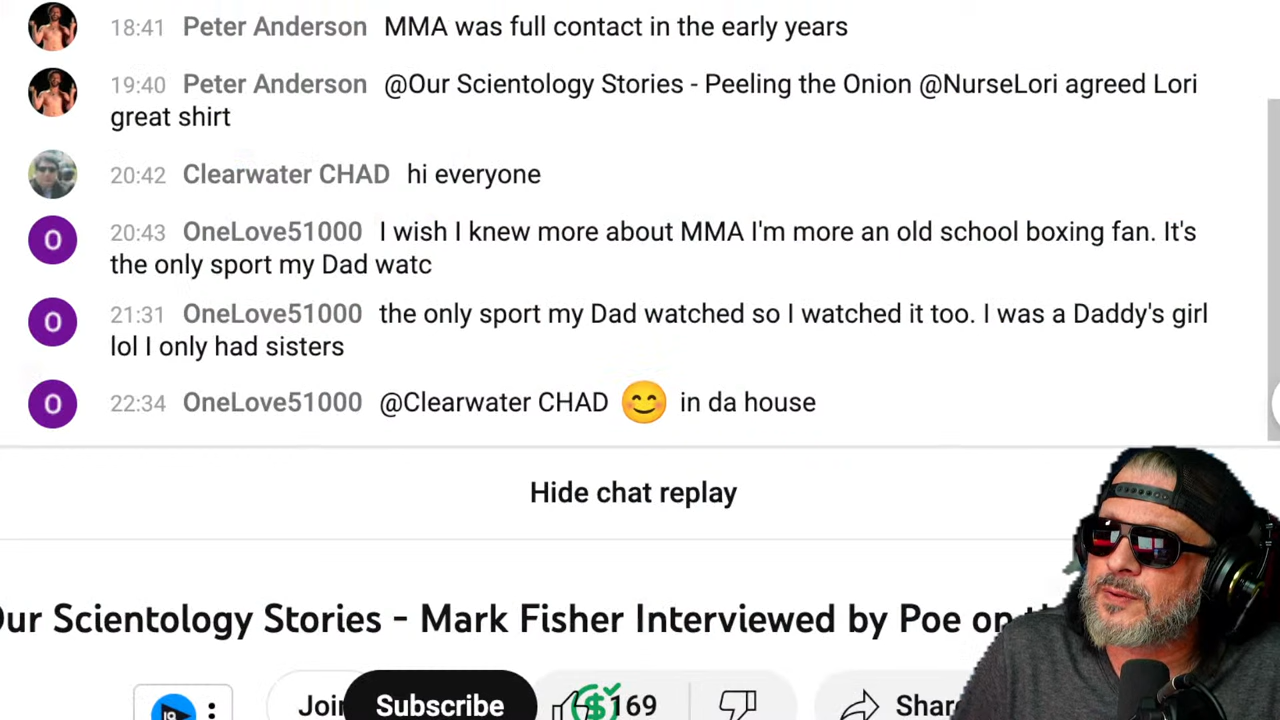 18:41 Peter Anderson MMA was full contact in the early years
19:40 Peter Anderson @Our Scientology Stories - Peeling the Onion @NurseLori agreed Lori
great shirt
20:42 Clearwater CHAD hi everyone
O 20:43 OneLove51000 I wish I knew more about MMA I'm more an old school boxing fan. It's
the only sport my Dad watc
O 21:31 OneLove51000 the only sport my Dad watched so I watched it too. I was a Daddy's girl
lol I only had sisters
O 22:34 OneLove51000 @Clearwater CHAD 😊 in da house
Hide chat replay
Our Scientology Stories - Mark Fisher Interviewed by Poe on
Join Subscribe $ 169 Share